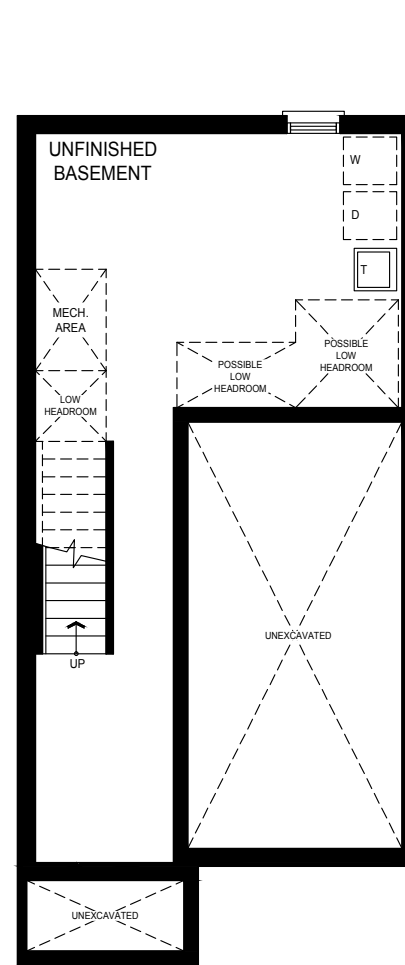 UNFINISHED
BASEMENT
W
D
T
MECH.
AREA
POSSIBLE
LOW
HEADROOM
POSSIBLE
LOW
HEADROOM
LOW
HEADROOM
UNEXCAVATED
UP
UNEXCAVATED